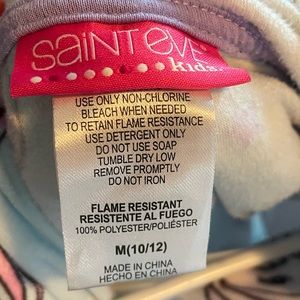 saint eve
kids
USE ONLY NON-CHLORINE
BLEACH WHEN NEEDED
TO RETAIN FLAME RESISTANCE
USE DETERGENT ONLY
DO NOT USE SOAP
TUMBLE DRY LOW
REMOVE PROMPTLY
DO NOT IRON
FLAME RESISTANT
RESISTENTE AL FUEGO
100% POLYESTER/POLIÉSTER
M(10/12)
MADE IN CHINA
HECHO EN CHINA